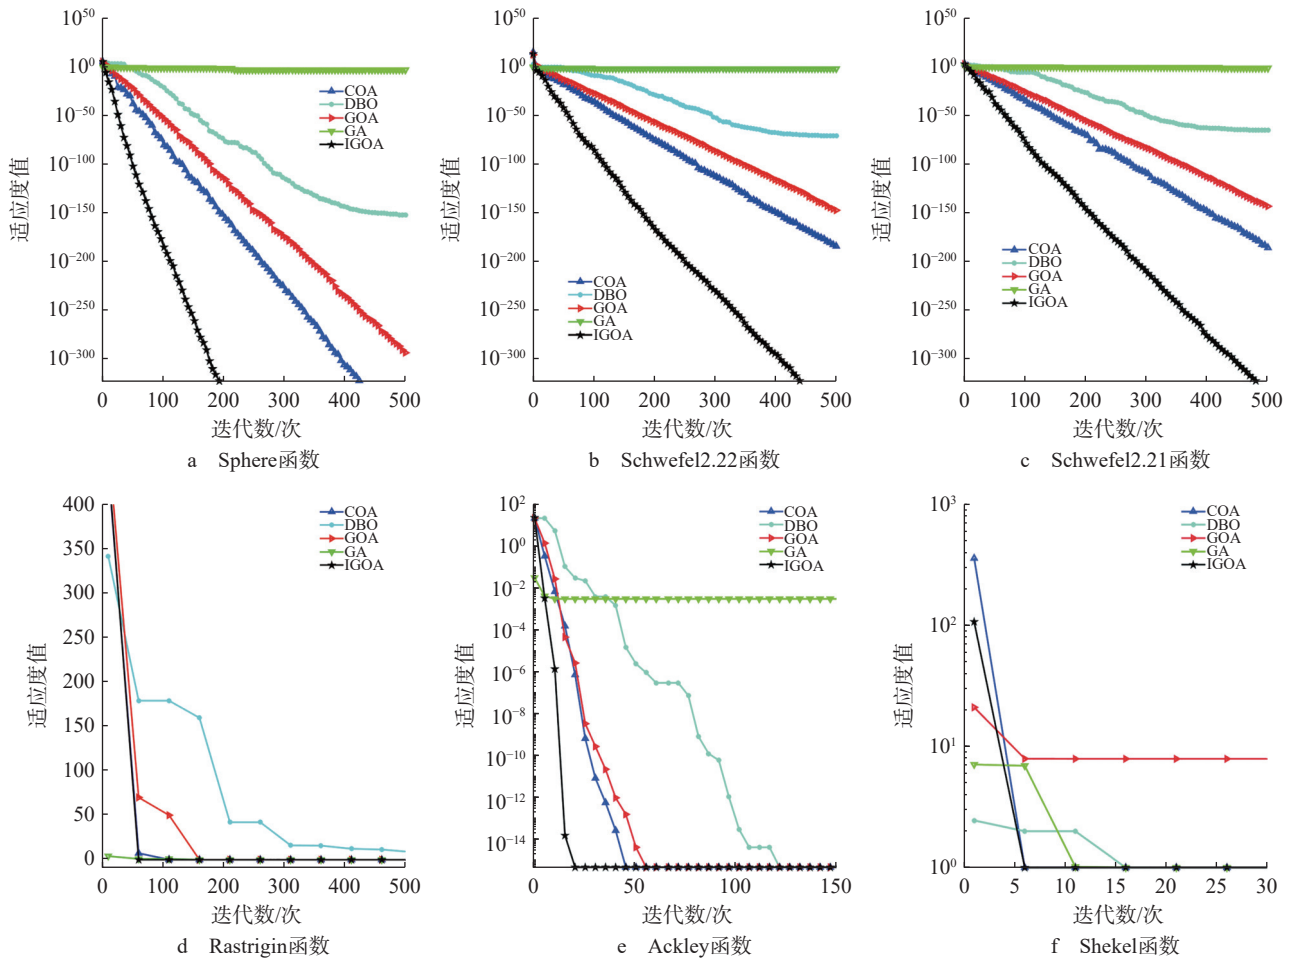 10^50
10^0
10^−50
10^−100
10^−150
10^−200
10^−250
10^−300
适应度值
COA
DBO
GOA
GA
IGOA
0 100 200 300 400 500
迭代数/次
a Sphere函数
10^50
10^0
10^−50
10^−100
10^−150
10^−200
10^−250
10^−300
适应度值
COA
DBO
GOA
GA
IGOA
0 100 200 300 400 500
迭代数/次
b Schwefel2.22函数
10^50
10^0
10^−50
10^−100
10^−150
10^−200
10^−250
10^−300
适应度值
COA
DBO
GOA
GA
IGOA
0 100 200 300 400 500
迭代数/次
c Schwefel2.21函数
400
350
300
250
200
150
100
50
0
适应度值
COA
DBO
GOA
GA
IGOA
0 100 200 300 400 500
迭代数/次
d Rastrigin函数
10^2
10^0
10^−2
10^−4
10^−6
10^−8
10^−10
10^−12
10^−14
适应度值
COA
DBO
GOA
GA
IGOA
0 50 100 150
迭代数/次
e Ackley函数
10^3
10^2
10^1
10^0
适应度值
COA
DBO
GOA
GA
IGOA
0 5 10 15 20 25 30
迭代数/次
f Shekel函数